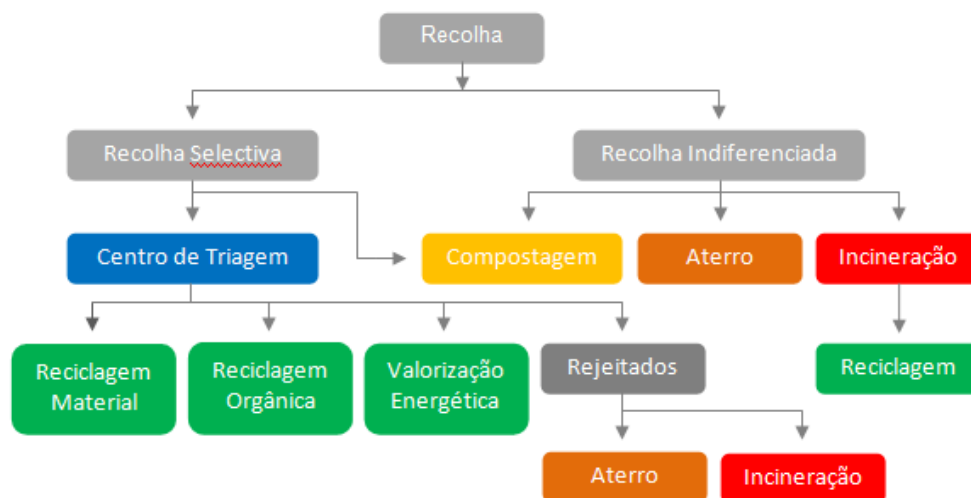 Recolha
Recolha Selectiva
Recolha Indiferenciada
Centro de Triagem
Compostagem
Aterro
Incineração
Reciclagem
Material
Reciclagem
Orgânica
Valorização
Energética
Rejeitados
Reciclagem
Aterro
Incineração